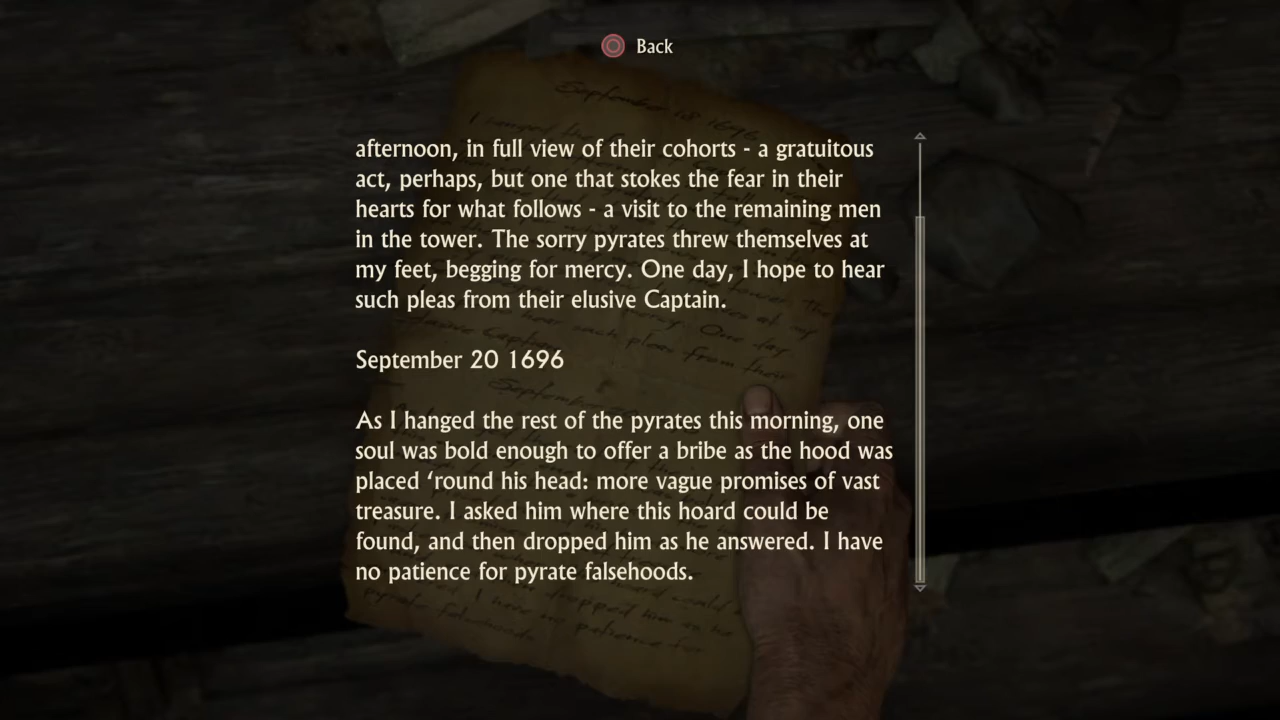 Back
September 18 1696
afternoon, in full view of their cohorts - a gratuitous
act, perhaps, but one that stokes the fear in their
hearts for what follows - a visit to the remaining men
in the tower. The sorry pyrates threw themselves at
my feet, begging for mercy. One day, I hope to hear
such pleas from their elusive Captain.
September 20 1696
As I hanged the rest of the pyrates this morning, one
soul was bold enough to offer a bribe as the hood was
placed ‘round his head: more vague promises of vast
treasure. I asked him where this hoard could be
found, and then dropped him as he answered. I have
no patience for pyrate falsehoods.